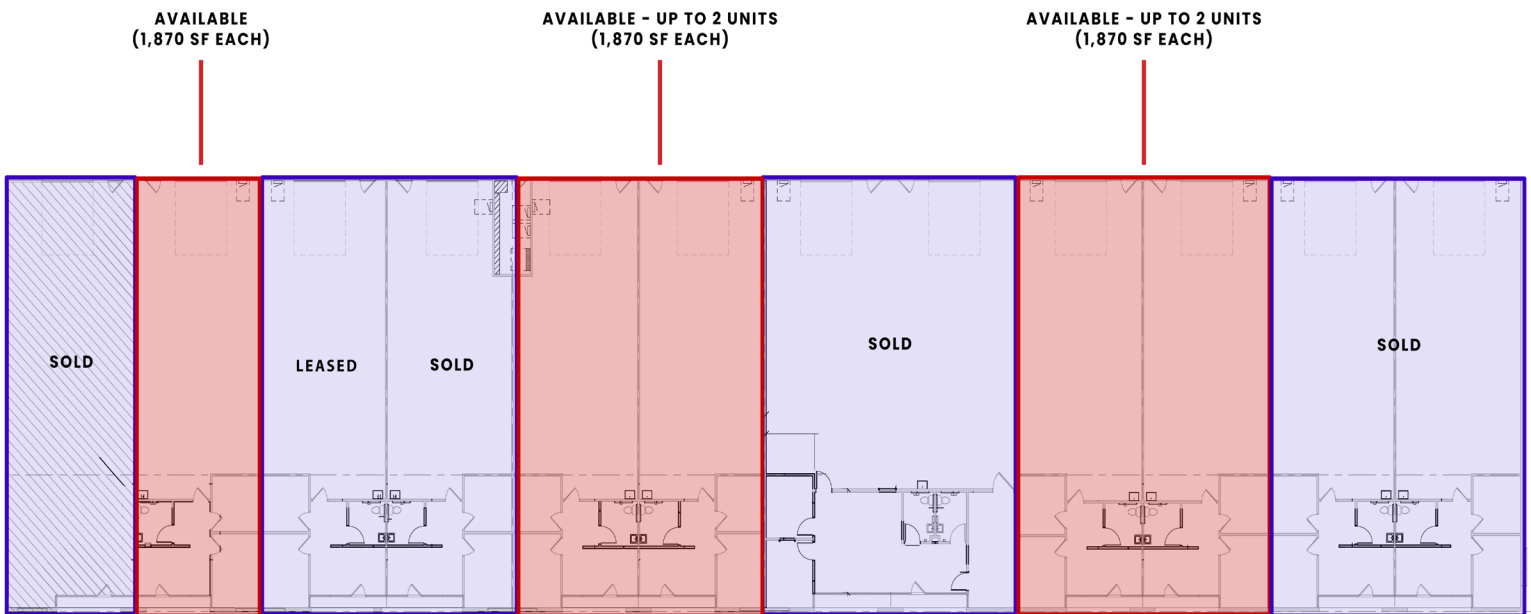 AVAILABLE
(1,870 SF EACH)
AVAILABLE - UP TO 2 UNITS
(1,870 SF EACH)
AVAILABLE - UP TO 2 UNITS
(1,870 SF EACH)
SOLD
LEASED
SOLD
SOLD
SOLD